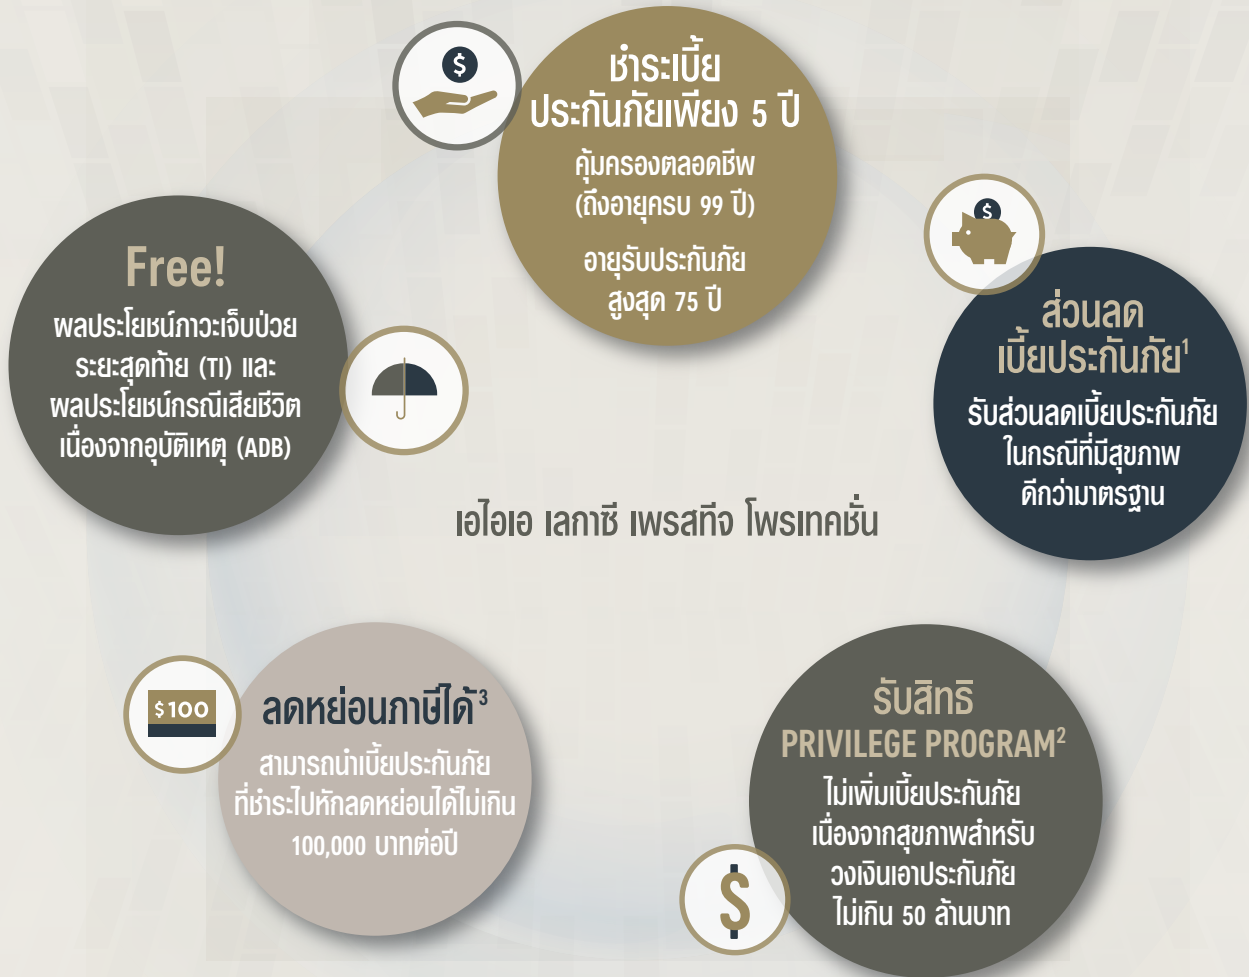 $
ชำระเบี้ย
ประกันภัยเพียง 5 ปี
คุ้มครองตลอดชีพ
(ถึงอายุครบ 99 ปี)
อายุรับประกันภัย
สูงสุด 75 ปี
$
ส่วนลด
เบี้ยประกันภัย¹
รับส่วนลดเบี้ยประกันภัย
ในกรณีที่มีสุขภาพ
ดีกว่ามาตรฐาน
Free!
ผลประโยชน์ภาวะเจ็บป่วย
ระยะสุดท้าย (TI) และ
ผลประโยชน์กรณีเสียชีวิต
เนื่องจากอุบัติเหตุ (ADB)
เอไอเอ เลกาซี เพรสทีจ โพรเทคชั่น
$100
ลดหย่อนภาษีได้³
สามารถนำเบี้ยประกันภัย
ที่ชำระไปหักลดหย่อนได้ไม่เกิน
100,000 บาทต่อปี
รับสิทธิ
PRIVILEGE PROGRAM²
ไม่เพิ่มเบี้ยประกันภัย
เนื่องจากสุขภาพสำหรับ
วงเงินเอาประกันภัย
ไม่เกิน 50 ล้านบาท
$